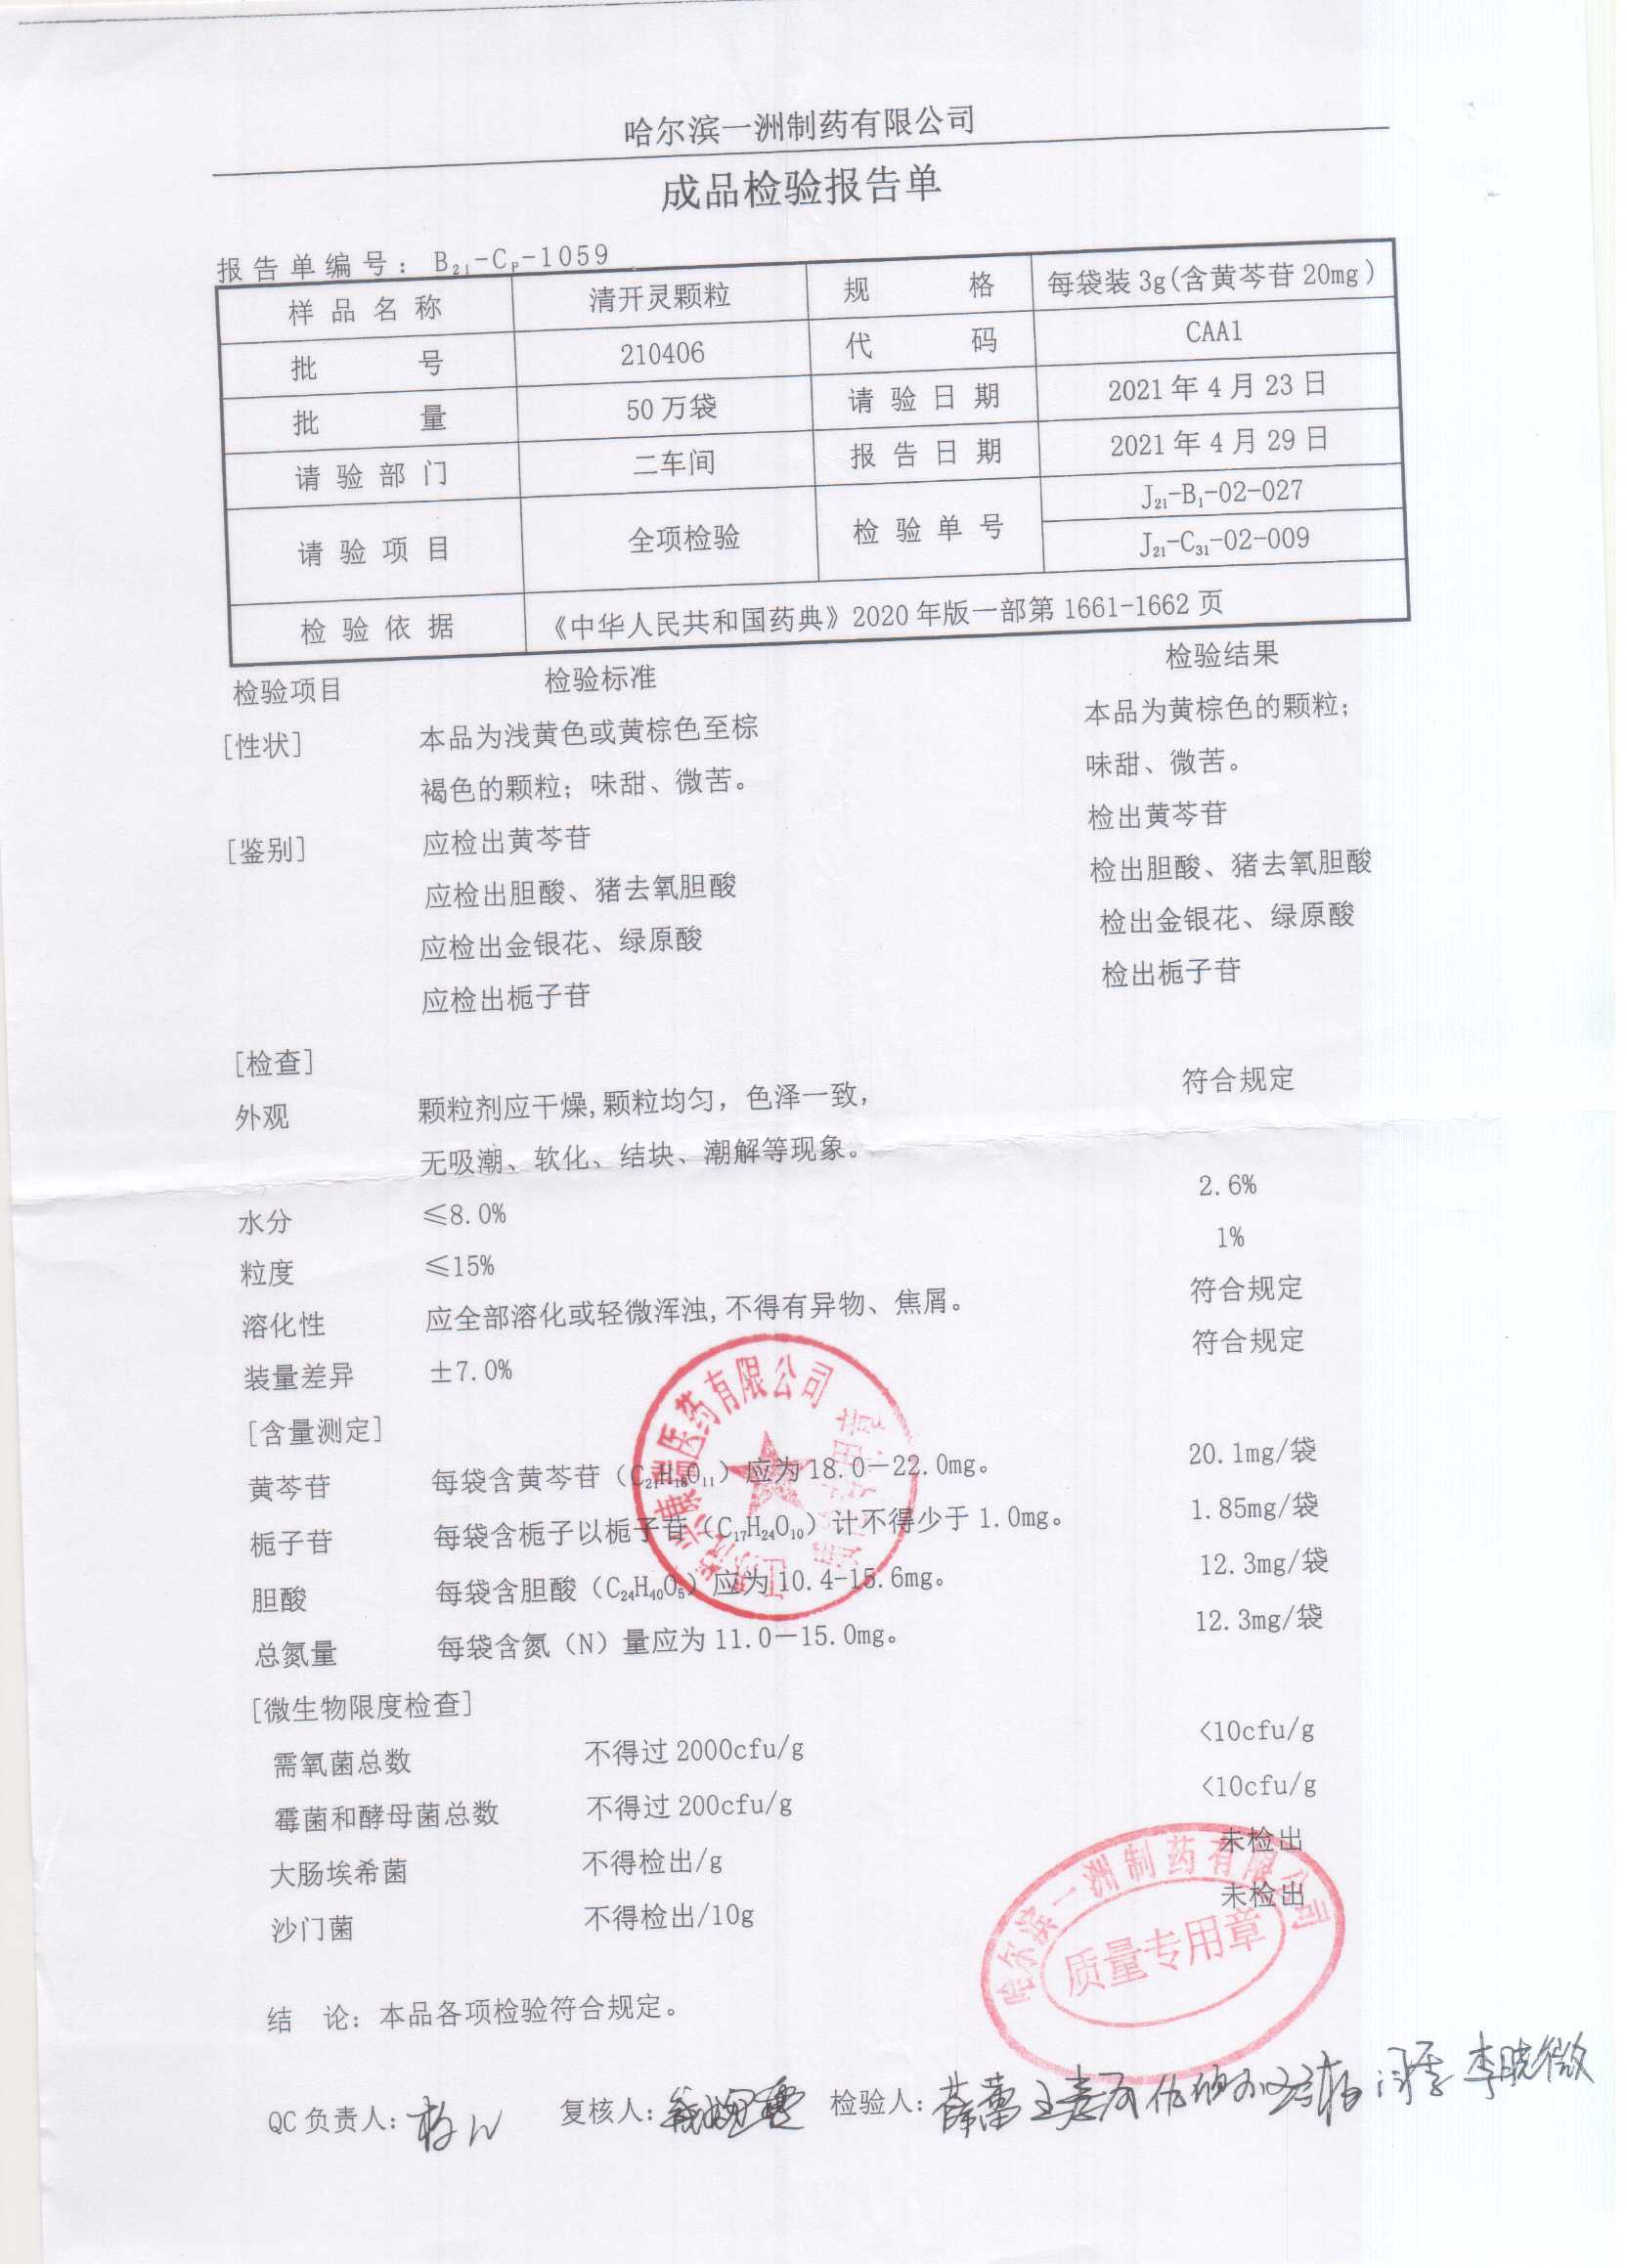 哈尔滨一洲制药有限公司
成品检验报告单
报告单编号：B₂₁-Cₚ-1059
样品名称 清开灵颗粒 规格 每袋装3g(含黄芩苷20mg)
批号 210406 代码 CAA1
批量 50万袋 请验日期 2021年4月23日
请验部门 二车间 报告日期 2021年4月29日
请验项目 全项检验 检验单号 J₂₁-B₁-02-027
J₂₁-C₃₁-02-009
检验依据 《中华人民共和国药典》2020年版一部第1661-1662页
检验项目 检验标准 检验结果
[性状] 本品为浅黄色或黄棕色至棕 本品为黄棕色的颗粒；
褐色的颗粒；味甜、微苦。 味甜、微苦。
[鉴别] 应检出黄芩苷 检出黄芩苷
应检出胆酸、猪去氧胆酸 检出胆酸、猪去氧胆酸
应检出金银花、绿原酸 检出金银花、绿原酸
应检出栀子苷 检出栀子苷
[检查]
外观 颗粒剂应干燥,颗粒均匀，色泽一致， 符合规定
无吸潮、软化、结块、潮解等现象。
水分 ≤8.0% 2.6%
粒度 ≤15% 1%
溶化性 应全部溶化或轻微浑浊,不得有异物、焦屑。 符合规定
装量差异 ±7.0% 符合规定
[含量测定]
黄芩苷 每袋含黄芩苷（C₂₁H₁₈O₁₁）应为18.0－22.0mg。 20.1mg/袋
栀子苷 每袋含栀子以栀子苷（C₁₇H₂₄O₁₀）计不得少于1.0mg。 1.85mg/袋
胆酸 每袋含胆酸（C₂₄H₄₀O₅）应为10.4-15.6mg。 12.3mg/袋
总氮量 每袋含氮（N）量应为11.0－15.0mg。 12.3mg/袋
[微生物限度检查]
需氧菌总数 不得过2000cfu/g <10cfu/g
霉菌和酵母菌总数 不得过200cfu/g <10cfu/g
大肠埃希菌 不得检出/g 未检出
沙门菌 不得检出/10g 未检出
哈尔滨一洲制药有限公司
质量专用章
结 论：本品各项检验符合规定。
QC负责人： 复核人： 检验人：薛蕾 李晓微